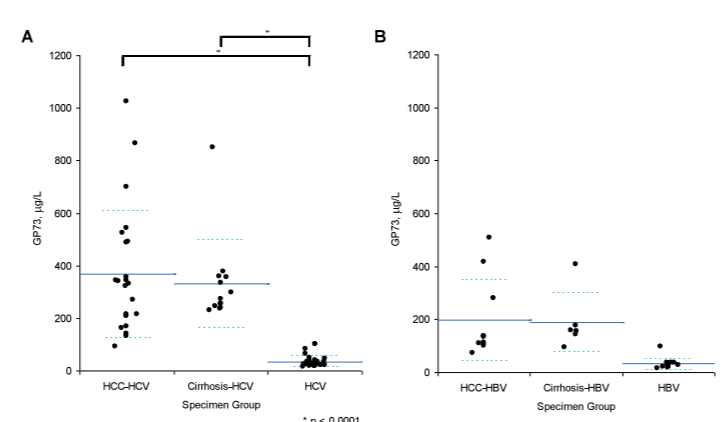 A
*
*
1200
1000
800
600
400
200
0
GP73, µg/L
HCC-HCV Cirrhosis-HCV HCV
Specimen Group
* p < 0.0001
B
1200
1000
800
600
400
200
0
GP73, µg/L
HCC-HBV Cirrhosis-HBV HBV
Specimen Group